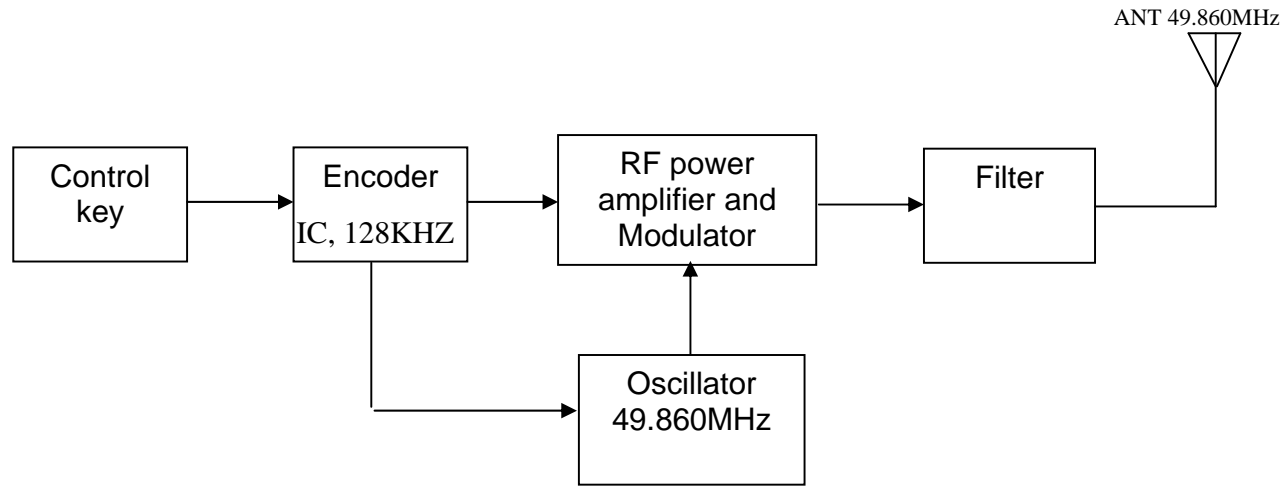 ANT 49.860MHz
Control
key
Encoder
IC, 128KHZ
RF power
amplifier and
Modulator
Filter
Oscillator
49.860MHz